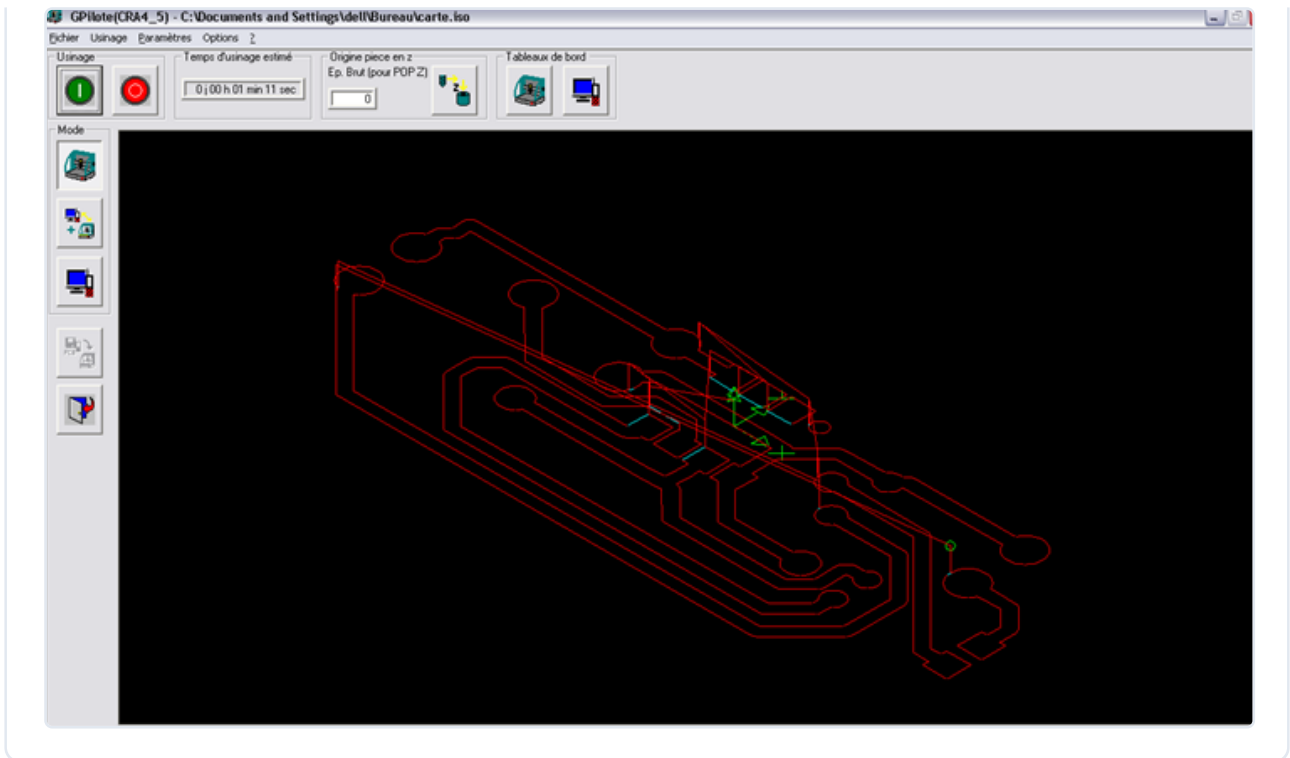 GPilote(CRA4_5) - C:\Documents and Settings\dell\Bureau\carte.iso
Fichier Usinage Paramètres Options ?
Usinage
Temps d'usinage estimé
0 j 00 h 01 min 11 sec
Origine piece en z
Ep. Brut (pour POP Z)
0
Z
Tableaux de bord
Mode